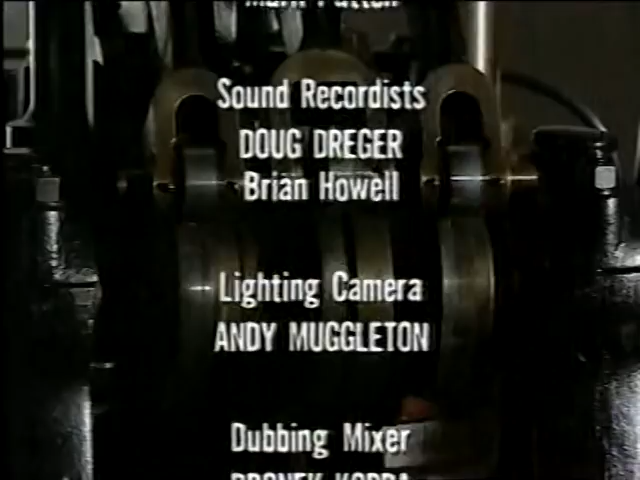 Sound Recordists
DOUG DREGER
Brian Howell
Lighting Camera
ANDY MUGGLETON
Dubbing Mixer